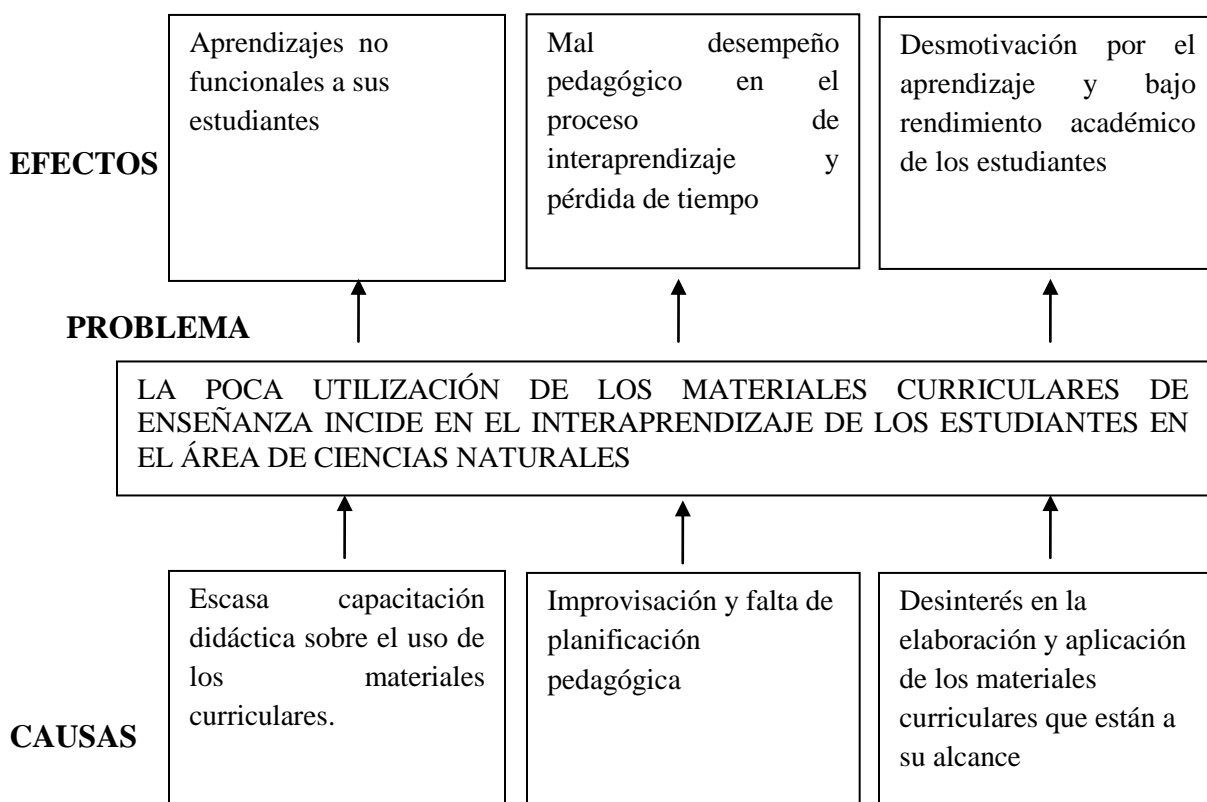 Aprendizajes no
funcionales a sus
estudiantes
Mal desempeño
pedagógico en el
proceso de
interaprendizaje y
pérdida de tiempo
Desmotivación por el
aprendizaje y bajo
rendimiento académico
de los estudiantes
EFECTOS
PROBLEMA
LA POCA UTILIZACIÓN DE LOS MATERIALES CURRICULARES DE
ENSEÑANZA INCIDE EN EL INTERAPRENDIZAJE DE LOS ESTUDIANTES EN
EL ÁREA DE CIENCIAS NATURALES
Escasa capacitación
didáctica sobre el uso de
los materiales
curriculares.
Improvisación y falta de
planificación
pedagógica
Desinterés en la
elaboración y aplicación
de los materiales
curriculares que están a
su alcance
CAUSAS